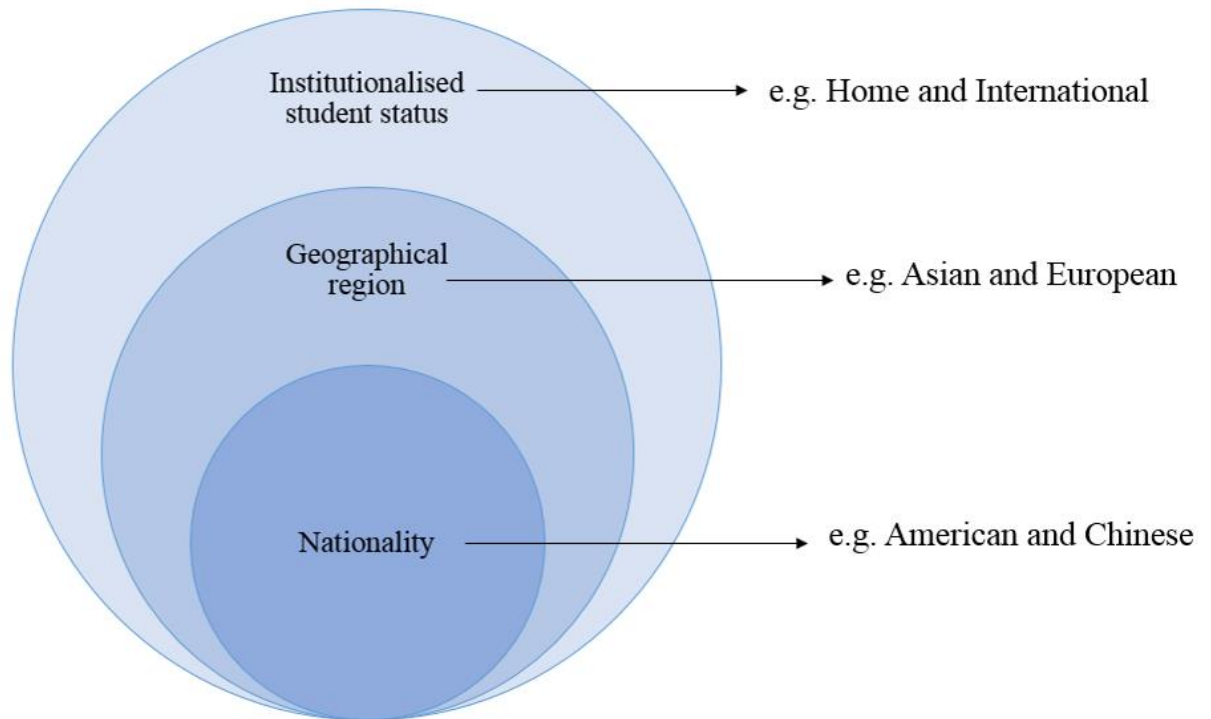 Institutionalised
student status
e.g. Home and International
Geographical
region
e.g. Asian and European
Nationality
e.g. American and Chinese